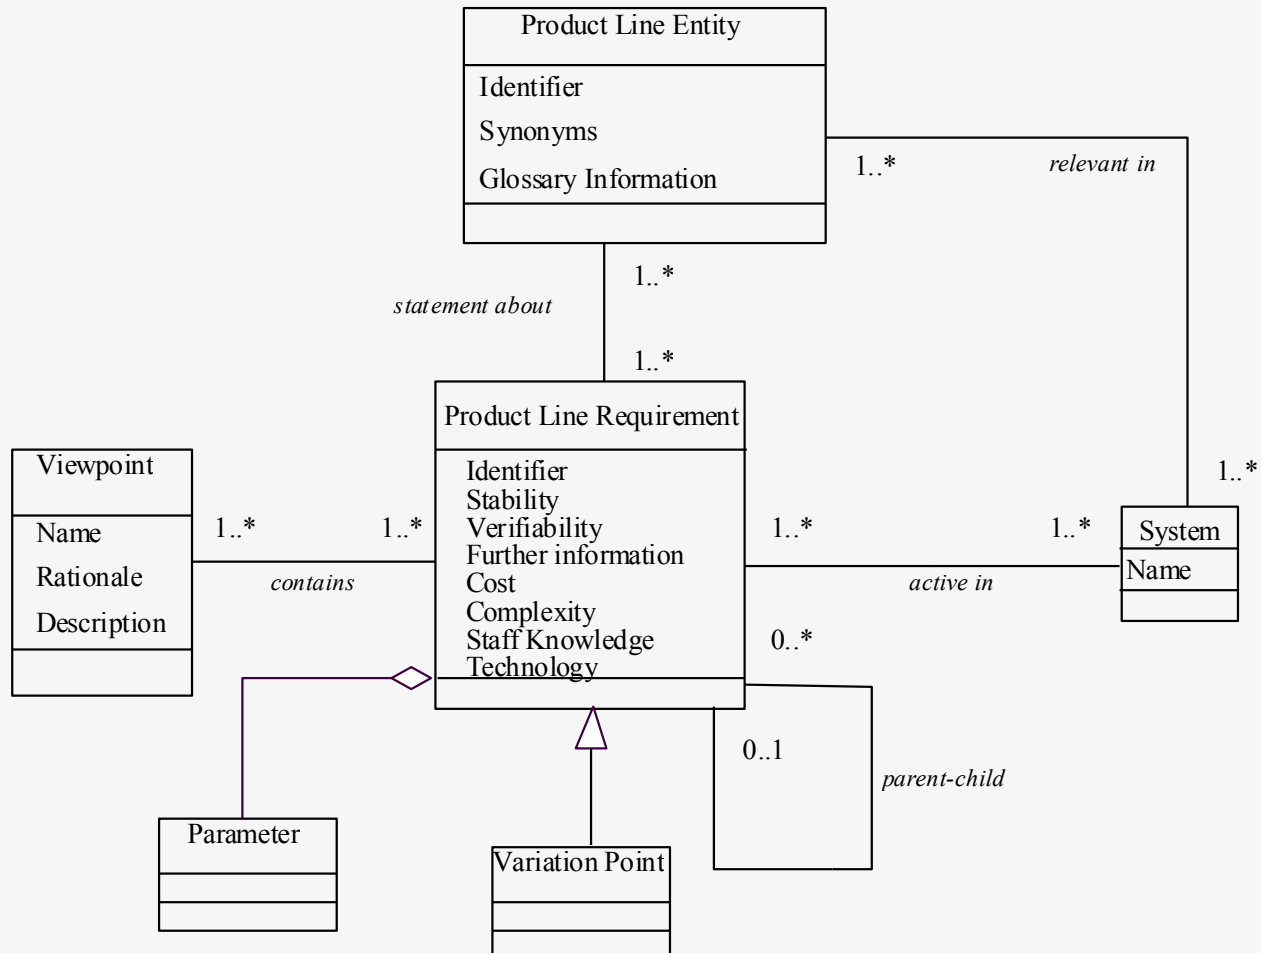 Product Line Entity
Identifier
Synonyms
Glossary Information
1..*
relevant in
1..*
statement about
1..*
Product Line Requirement
Identifier
Stability
Verifiability
Further information
Cost
Complexity
Staff Knowledge
Technology
Viewpoint
Name
Rationale
Description
1..*
1..*
contains
1..*
1..*
active in
1..*
System
Name
0..*
0..1
parent-child
Parameter
Variation Point